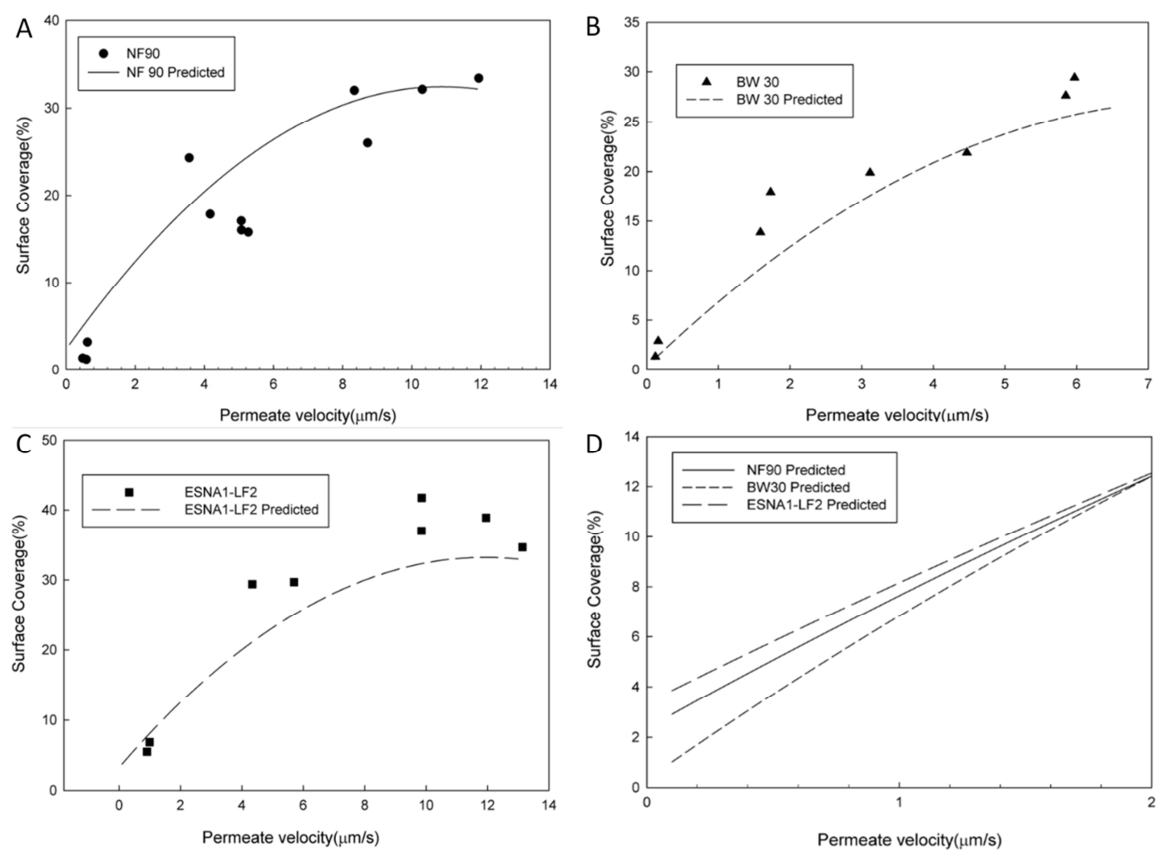 A
40
30
20
10
0
Surface Coverage(%)
NF90
NF 90 Predicted
0 2 4 6 8 10 12 14
Permeate velocity(μm/s)
B
35
30
25
20
15
10
5
0
Surface Coverage(%)
BW 30
BW 30 Predicted
0 1 2 3 4 5 6 7
Permeate velocity(μm/s)
C
50
40
30
20
10
0
Surface Coverage(%)
ESNA1-LF2
ESNA1-LF2 Predicted
0 2 4 6 8 10 12 14
Permeate velocity(μm/s)
D
14
12
10
8
6
4
2
0
Surface Coverage(%)
NF90 Predicted
BW30 Predicted
ESNA1-LF2 Predicted
0 1 2
Permeate velocity(μm/s)